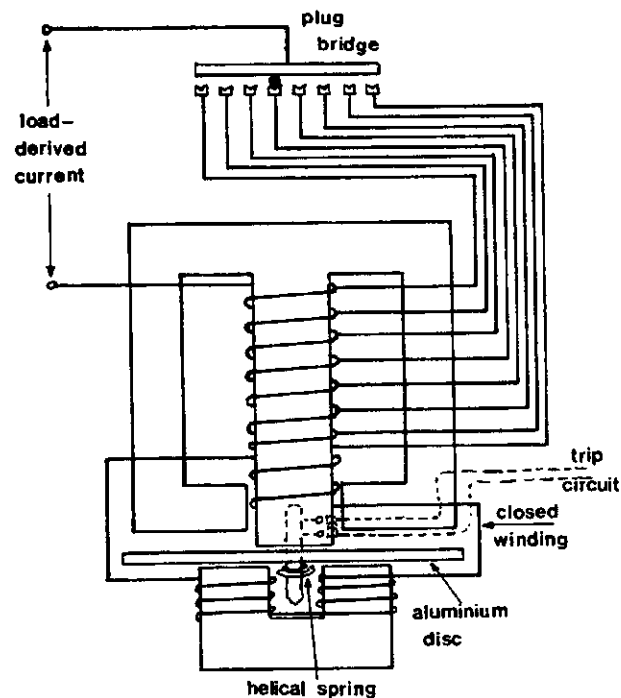 plug
bridge
load-
derived
current
trip
circuit
closed
winding
aluminium
disc
helical spring